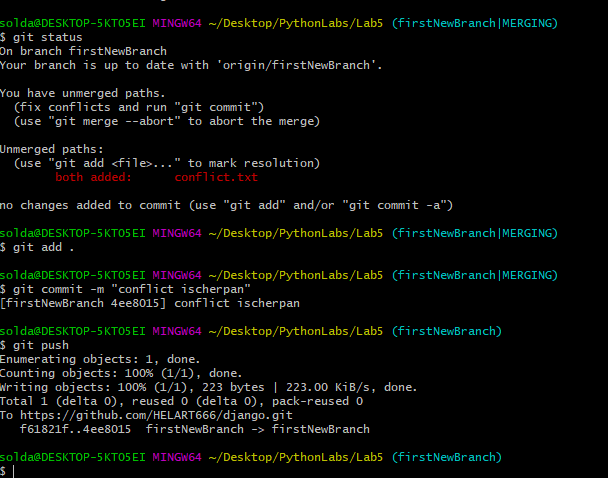 solda@DESKTOP-5KTO5EI MINGW64 ~/Desktop/PythonLabs/Lab5 (firstNewBranch|MERGING)
$ git status
On branch firstNewBranch
Your branch is up to date with 'origin/firstNewBranch'.
You have unmerged paths.
(fix conflicts and run "git commit")
(use "git merge --abort" to abort the merge)
Unmerged paths:
(use "git add <file>..." to mark resolution)
both added:      conflict.txt
no changes added to commit (use "git add" and/or "git commit -a")
solda@DESKTOP-5KTO5EI MINGW64 ~/Desktop/PythonLabs/Lab5 (firstNewBranch|MERGING)
$ git add .
solda@DESKTOP-5KTO5EI MINGW64 ~/Desktop/PythonLabs/Lab5 (firstNewBranch|MERGING)
$ git commit -m "conflict ischerpan"
[firstNewBranch 4ee8015] conflict ischerpan
solda@DESKTOP-5KTO5EI MINGW64 ~/Desktop/PythonLabs/Lab5 (firstNewBranch)
$ git push
Enumerating objects: 1, done.
Counting objects: 100% (1/1), done.
Writing objects: 100% (1/1), 223 bytes | 223.00 KiB/s, done.
Total 1 (delta 0), reused 0 (delta 0), pack-reused 0
To https://github.com/HELART666/django.git
f61821f..4ee8015  firstNewBranch -> firstNewBranch
solda@DESKTOP-5KTO5EI MINGW64 ~/Desktop/PythonLabs/Lab5 (firstNewBranch)
$